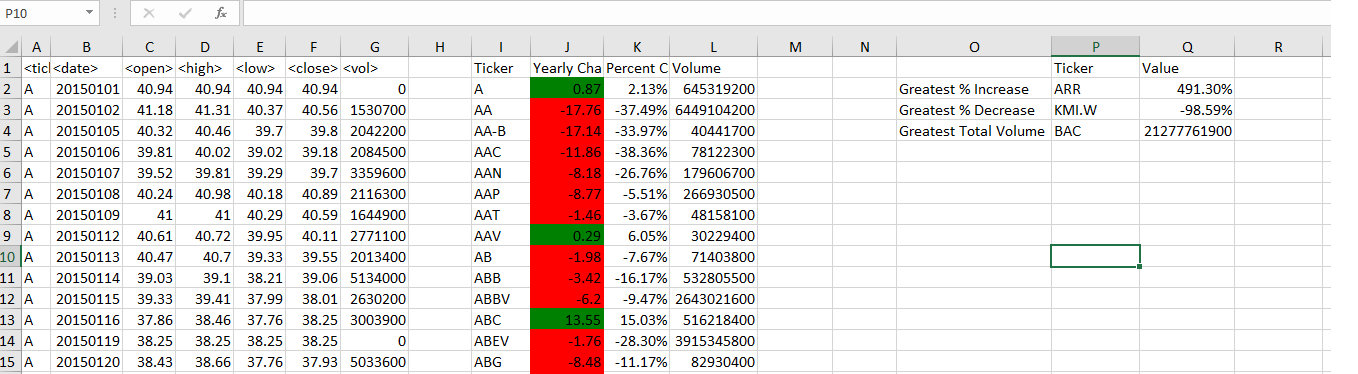 P10 fx
A B C D E F G H I J K L M N O P Q R
1 <tic <date> <open> <high> <low> <close> <vol> Ticker Yearly Cha Percent C Volume Ticker Value
2 A 20150101 40.94 40.94 40.94 40.94 0 A 0.87 2.13% 645319200 Greatest % Increase ARR 491.30%
3 A 20150102 41.18 41.31 40.37 40.56 1530700 AA -17.76 -37.49% 6449104200 Greatest % Decrease KMI.W -98.59%
4 A 20150105 40.32 40.46 39.7 39.8 2042200 AA-B -17.14 -33.97% 40441700 Greatest Total Volume BAC 21277761900
5 A 20150106 39.81 40.02 39.02 39.18 2084500 AAC -11.86 -38.36% 78122300
6 A 20150107 39.52 39.81 39.29 39.7 3359600 AAN -8.18 -26.76% 179606700
7 A 20150108 40.24 40.98 40.18 40.89 2116300 AAP -8.77 -5.51% 266930500
8 A 20150109 41 41 40.29 40.59 1644900 AAT -1.46 -3.67% 48158100
9 A 20150112 40.61 40.72 39.95 40.11 2771100 AAV 0.29 6.05% 30229400
10 A 20150113 40.47 40.7 39.33 39.55 2013400 AB -1.98 -7.67% 71403800
11 A 20150114 39.03 39.1 38.21 39.06 5134000 ABB -3.42 -16.17% 532805500
12 A 20150115 39.33 39.41 37.99 38.01 2630200 ABBV -6.2 -9.47% 2643021600
13 A 20150116 37.86 38.46 37.76 38.25 3003900 ABC 13.55 15.03% 516218400
14 A 20150119 38.25 38.25 38.25 38.25 0 ABEV -1.76 -28.30% 3915345800
15 A 20150120 38.43 38.66 37.76 37.93 5033600 ABG -8.48 -11.17% 82930400